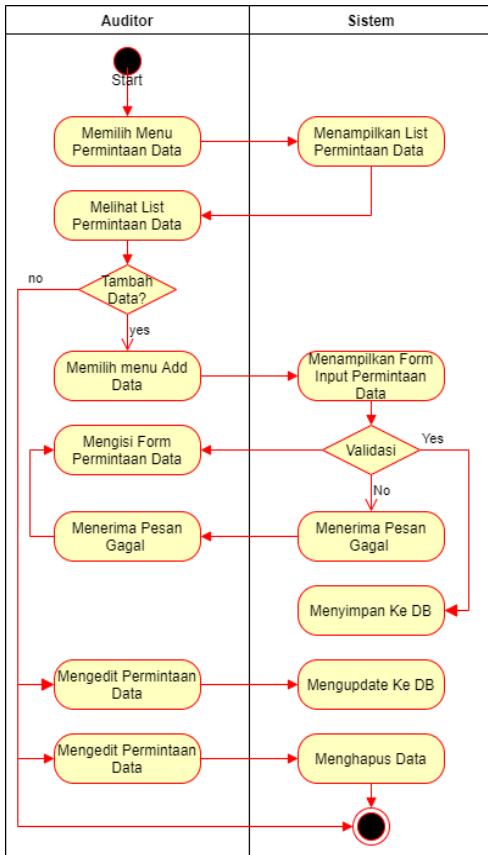 Auditor
Sistem
Start
Memilih Menu
Permintaan Data
Menampilkan List
Permintaan Data
Melihat List
Permintaan Data
no
Tambah
Data?
yes
Memilih menu Add
Data
Menampilkan Form
Input Permintaan
Data
Mengisi Form
Permintaan Data
Validasi
Yes
No
Menerima Pesan
Gagal
Menerima Pesan
Gagal
Menyimpan Ke DB
Mengedit Permintaan
Data
Mengupdate Ke DB
Mengedit Permintaan
Data
Menghapus Data